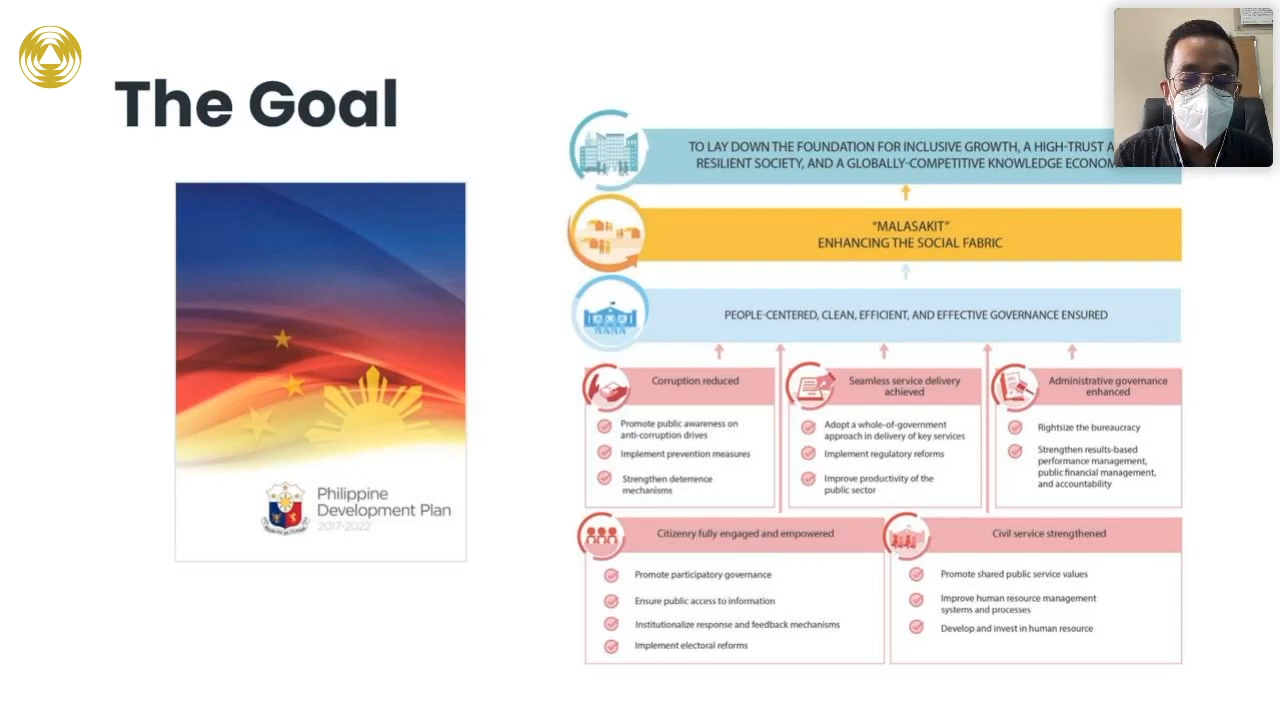 The Goal
Philippine
Development Plan
2017-2022
TO LAY DOWN THE FOUNDATION FOR INCLUSIVE GROWTH, A HIGH-TRUST
RESILIENT SOCIETY, AND A GLOBALLY-COMPETITIVE KNOWLEDGE
“MALASAKIT”
ENHANCING THE SOCIAL FABRIC
PEOPLE-CENTERED, CLEAN, EFFICIENT, AND EFFECTIVE GOVERNANCE ENSURED
Corruption reduced
Promote public awareness on
anti-corruption drives
Implement prevention measures
Strengthen deterrence
mechanisms
Seamless service delivery
achieved
Adopt a whole-of-government
approach in delivery of key services
Implement regulatory reforms
Improve productivity of the
public sector
Administrative governance
enhanced
Rightsize the bureaucracy
Strengthen results-based
performance management,
public financial management,
and accountability
Citizenry fully engaged and empowered
Promote participatory governance
Ensure public access to information
Institutionalize response and feedback mechanisms
Implement electoral reforms
Civil service strengthened
Promote shared public service values
Improve human resource management
systems and processes
Develop and invest in human resource